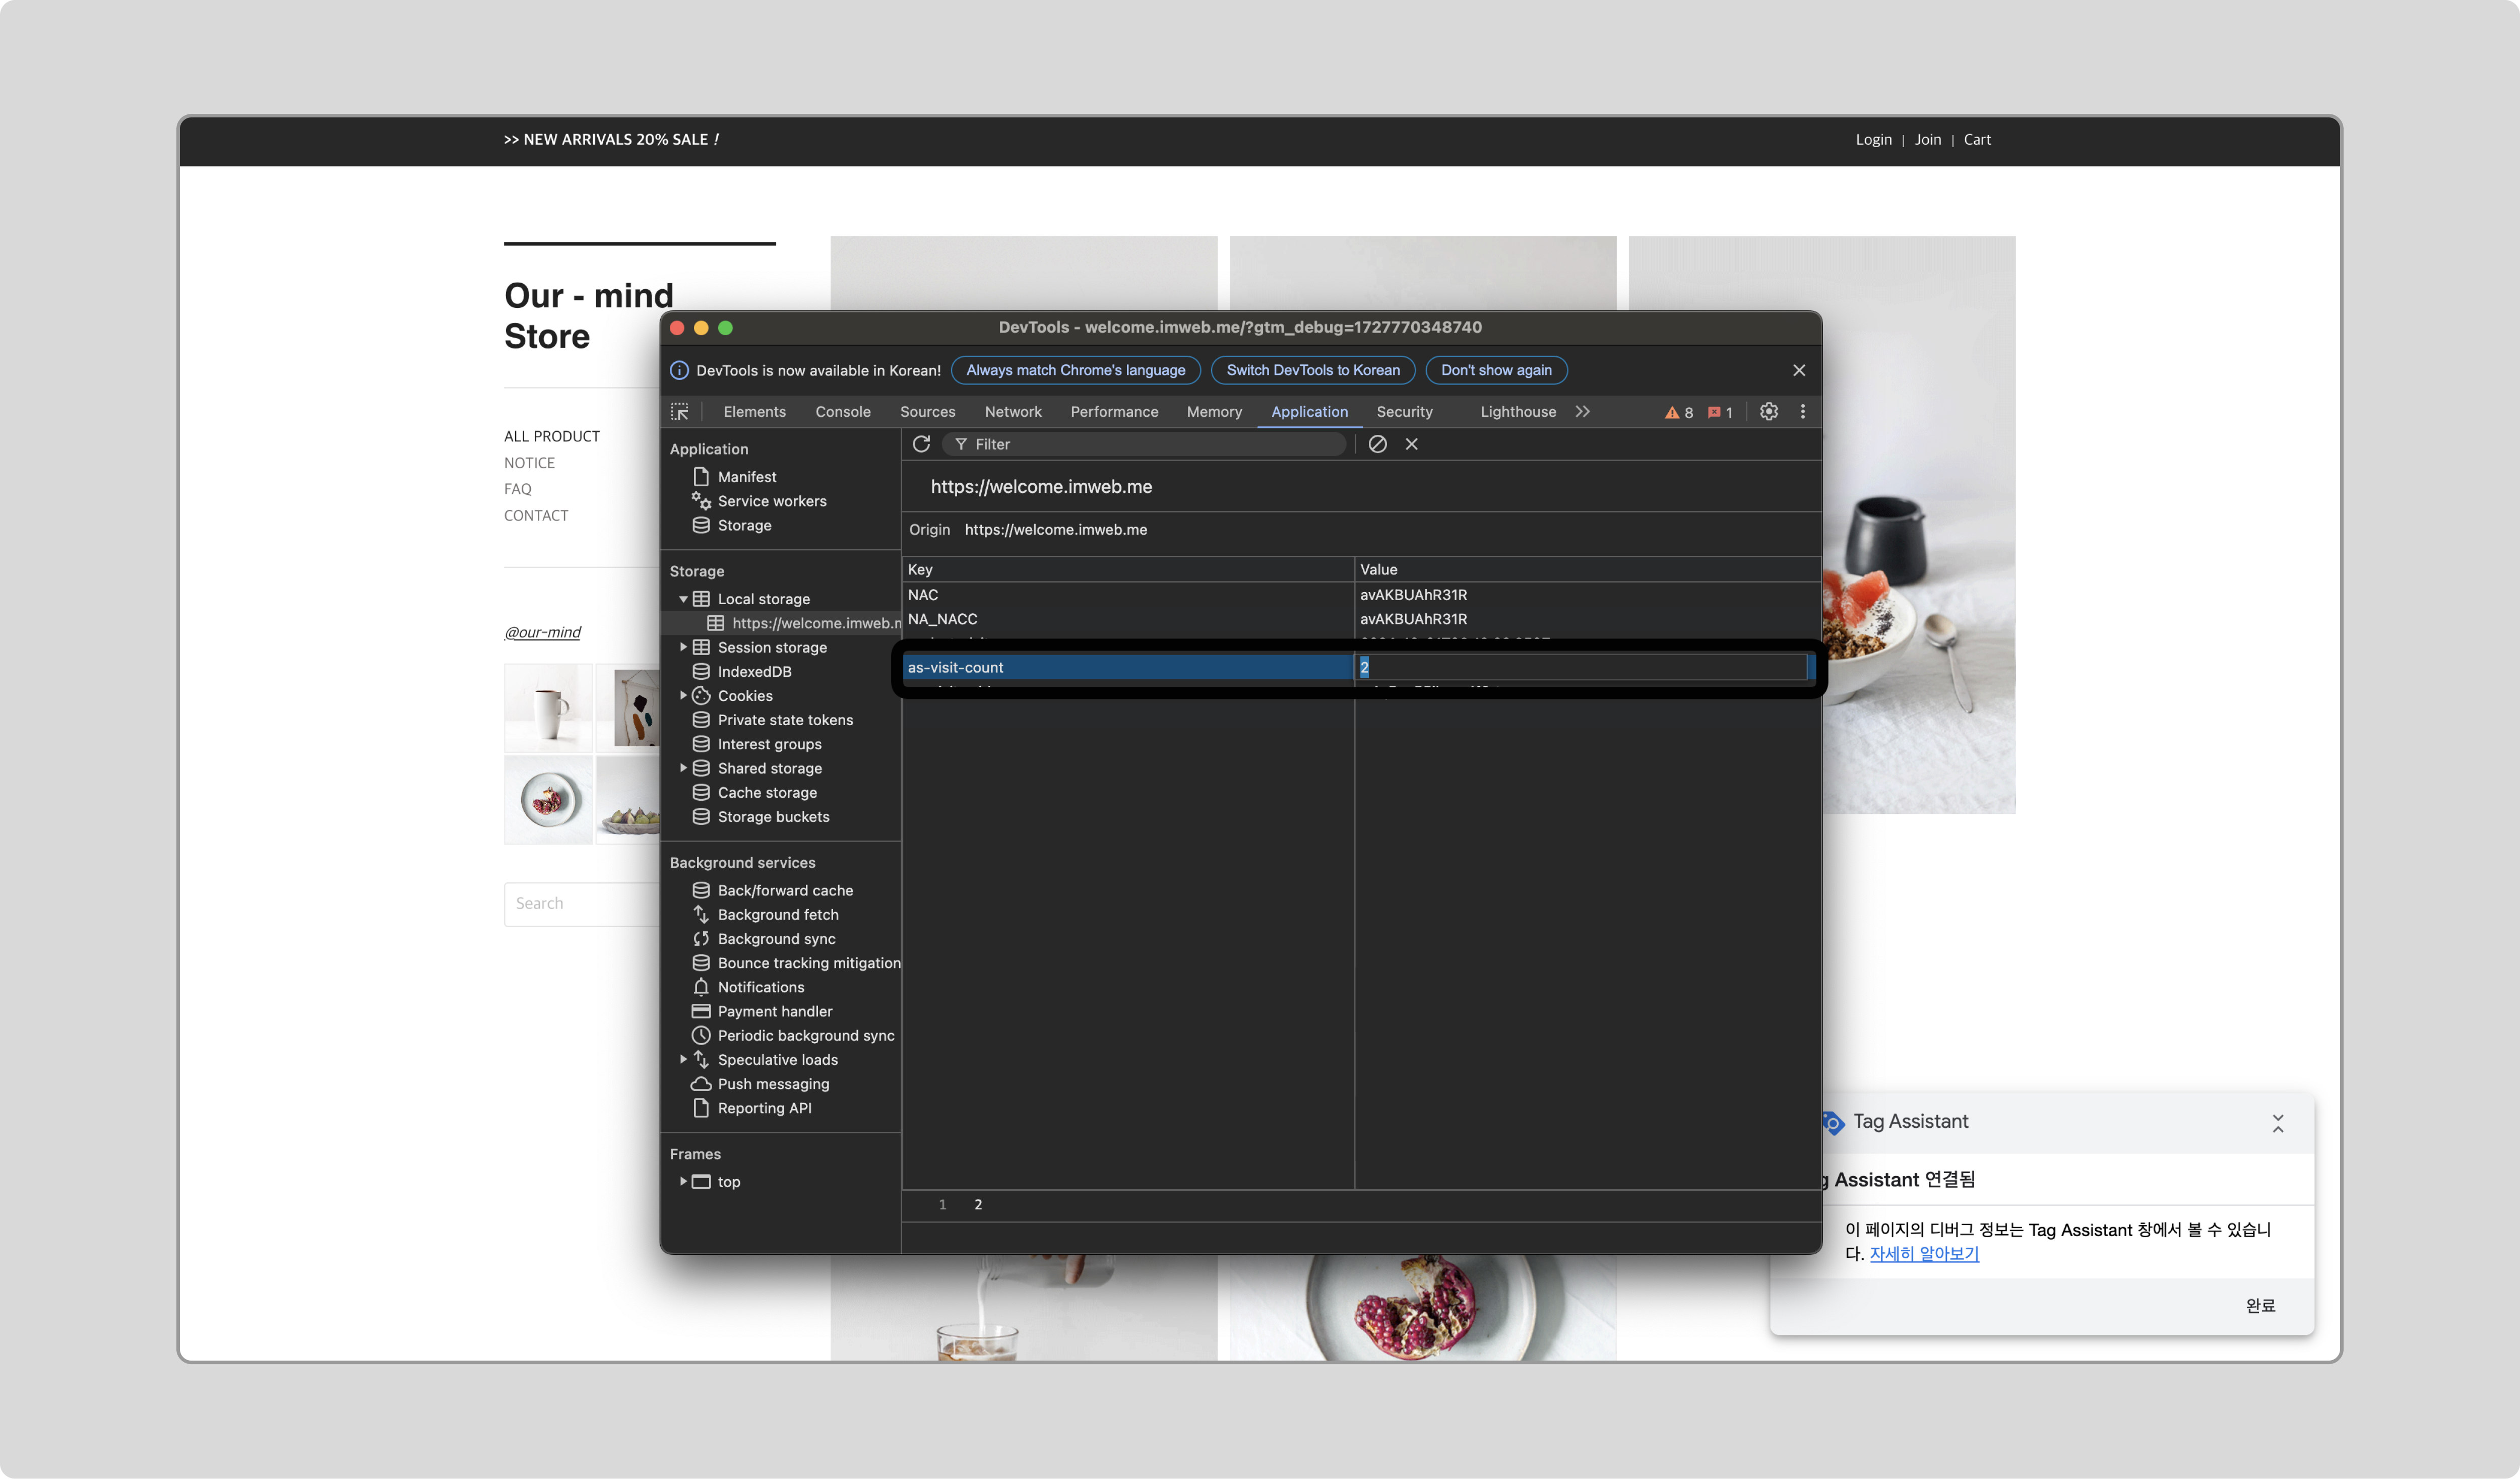 >> NEW ARRIVALS 20% SALE !
Login | Join | Cart
Our - mind
Store
ALL PRODUCT
NOTICE
FAQ
CONTACT
@our-mind
Search
DevTools - welcome.imweb.me/?gtm_debug=1727770348740
DevTools is now available in Korean! Always match Chrome's language Switch DevTools to Korean Don't show again
Elements Console Sources Network Performance Memory Application Security Lighthouse 8 1
Application
Manifest
Service workers
Storage
Storage
Local storage
https://welcome.imweb.n
Session storage
IndexedDB
Cookies
Private state tokens
Interest groups
Shared storage
Cache storage
Storage buckets
Background services
Back/forward cache
Background fetch
Background sync
Bounce tracking mitigation
Notifications
Payment handler
Periodic background sync
Speculative loads
Push messaging
Reporting API
Frames
top
Filter
https://welcome.imweb.me
Origin https://welcome.imweb.me
Key Value
NAC avAKBUAhR31R
NA_NACC avAKBUAhR31R
as-visit-count 2
1 2
Tag Assistant
g Assistant 연결됨
이 페이지의 디버그 정보는 Tag Assistant 창에서 볼 수 있습니
다. 자세히 알아보기
완료